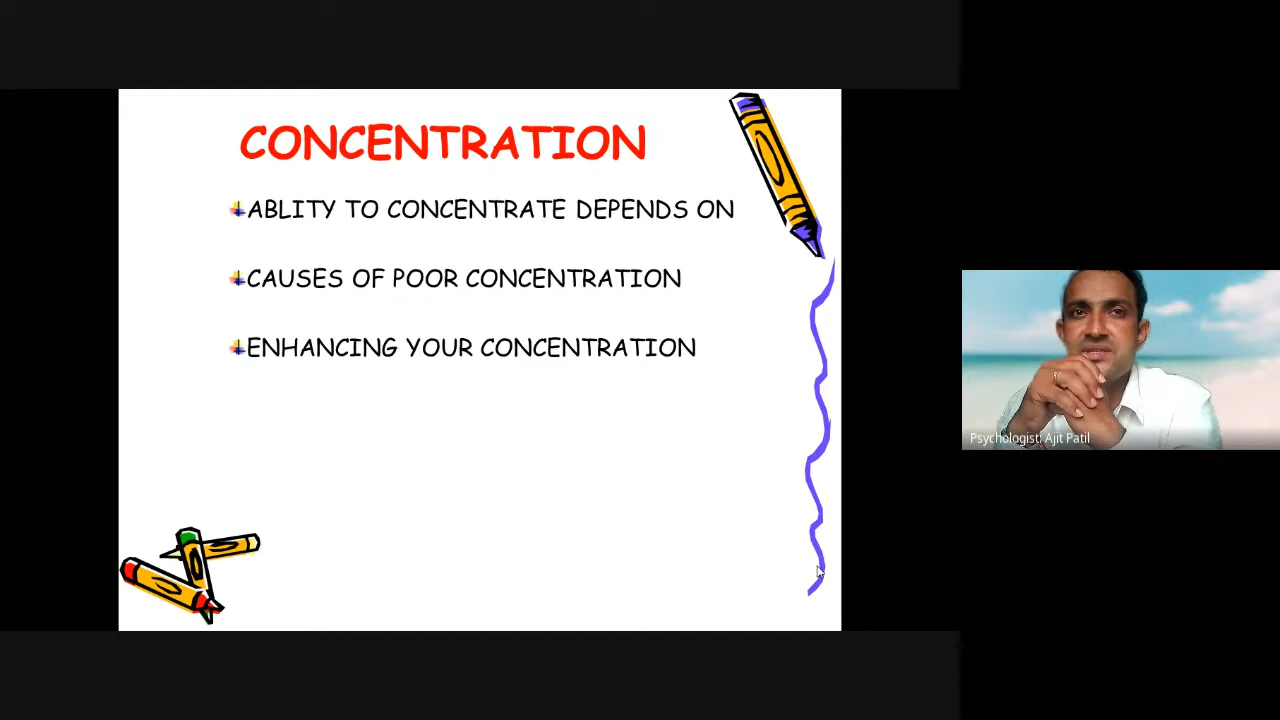 CONCENTRATION
ABLITY TO CONCENTRATE DEPENDS ON
CAUSES OF POOR CONCENTRATION
ENHANCING YOUR CONCENTRATION
Psychologist Ajit Patil